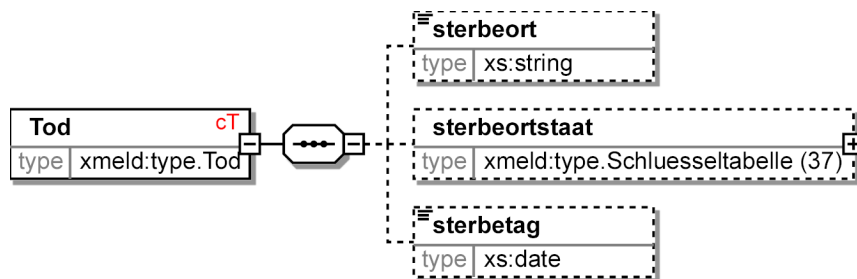 sterbeort
type xs:string
Tod cT
type xmeld:type.Tod
sterbeortstaat
type xmeld:type.Schluesseltabelle (37)
sterbetag
type xs:date